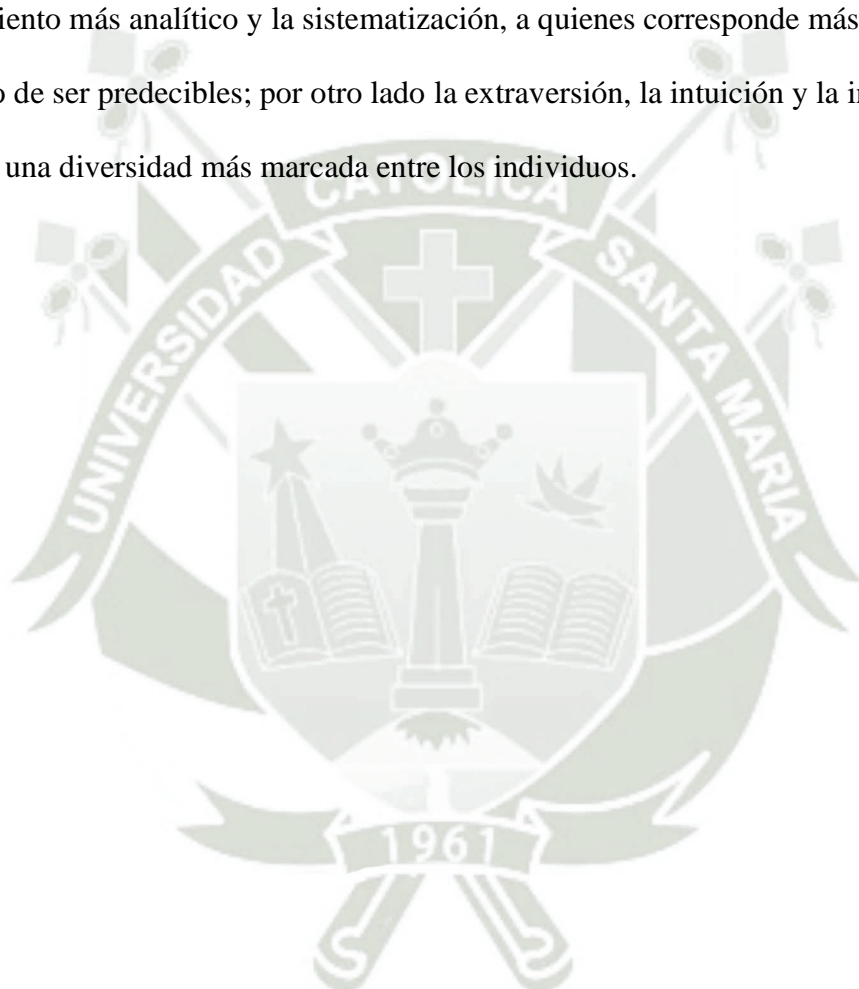 iento más analítico y la sistematización, a quienes corresponde más
o de ser predecibles; por otro lado la extraversión, la intuición y la i
una diversidad más marcada entre los individuos.
UNIVERSIDAD CATOLICA SANTA MARIA
1961